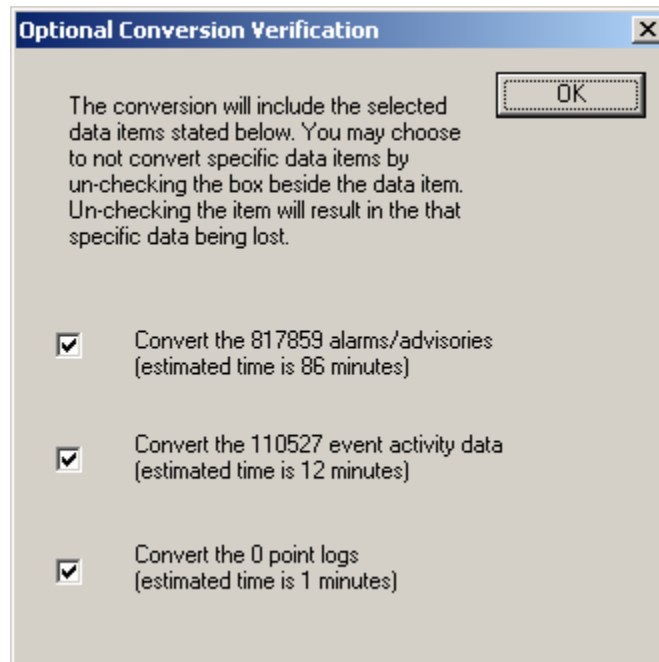 Optional Conversion Verification
OK
The conversion will include the selected
data items stated below. You may choose
to not convert specific data items by
un-checking the box beside the data item.
Un-checking the item will result in the that
specific data being lost.
Convert the 817859 alarms/advisories
(estimated time is 86 minutes)
Convert the 110527 event activity data
(estimated time is 12 minutes)
Convert the 0 point logs
(estimated time is 1 minutes)